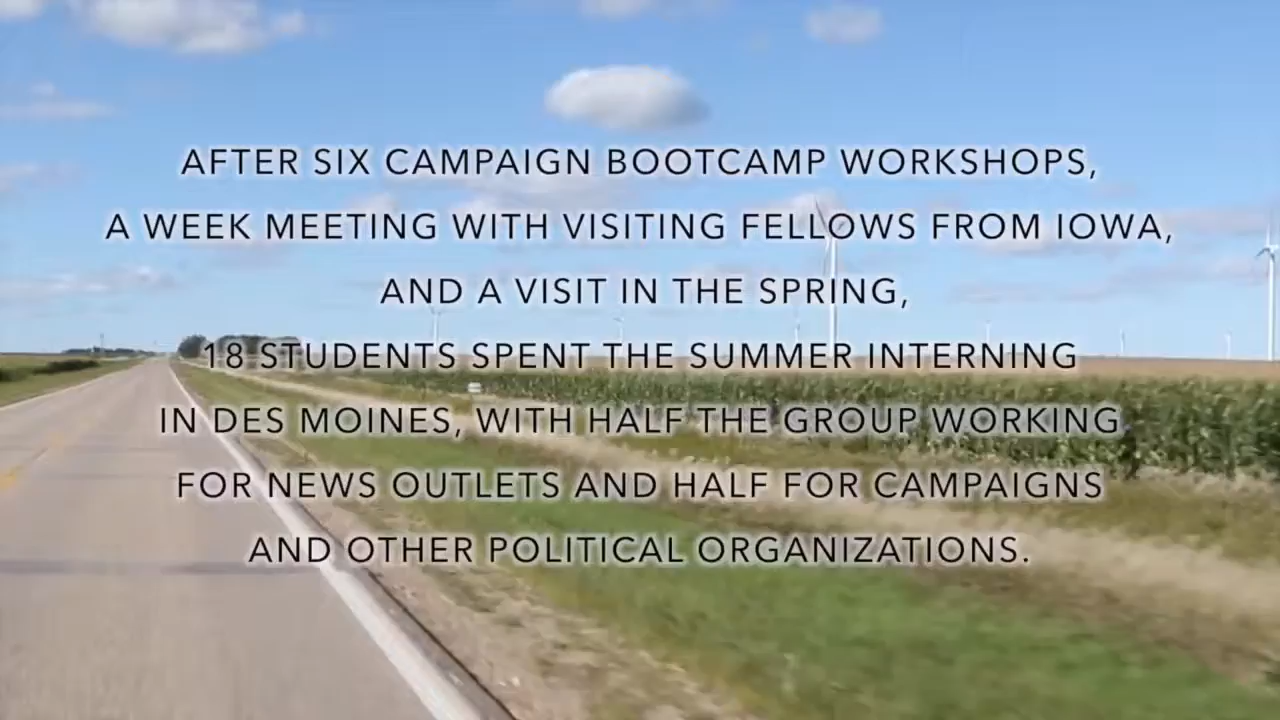 AFTER SIX CAMPAIGN BOOTCAMP WORKSHOPS,
A WEEK MEETING WITH VISITING FELLOWS FROM IOWA,
AND A VISIT IN THE SPRING,
18 STUDENTS SPENT THE SUMMER INTERNING
IN DES MOINES, WITH HALF THE GROUP WORKING
FOR NEWS OUTLETS AND HALF FOR CAMPAIGNS
AND OTHER POLITICAL ORGANIZATIONS.